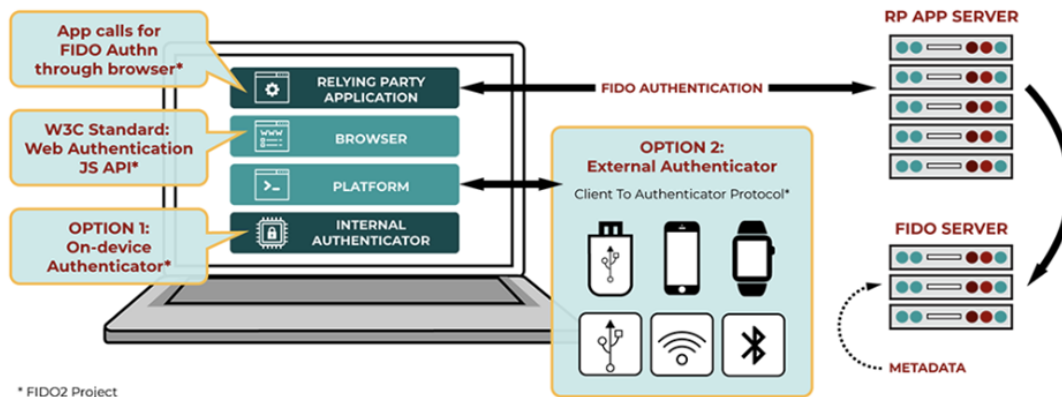 App calls for
FIDO Authn
through browser*
W3C Standard:
Web Authentication
JS API*
OPTION 1:
On-device
Authenticator*
RELYING PARTY
APPLICATION
WWW
BROWSER
PLATFORM
INTERNAL
AUTHENTICATOR
FIDO AUTHENTICATION
OPTION 2:
External Authenticator
Client To Authenticator Protocol*
RP APP SERVER
FIDO SERVER
METADATA
* FIDO2 Project